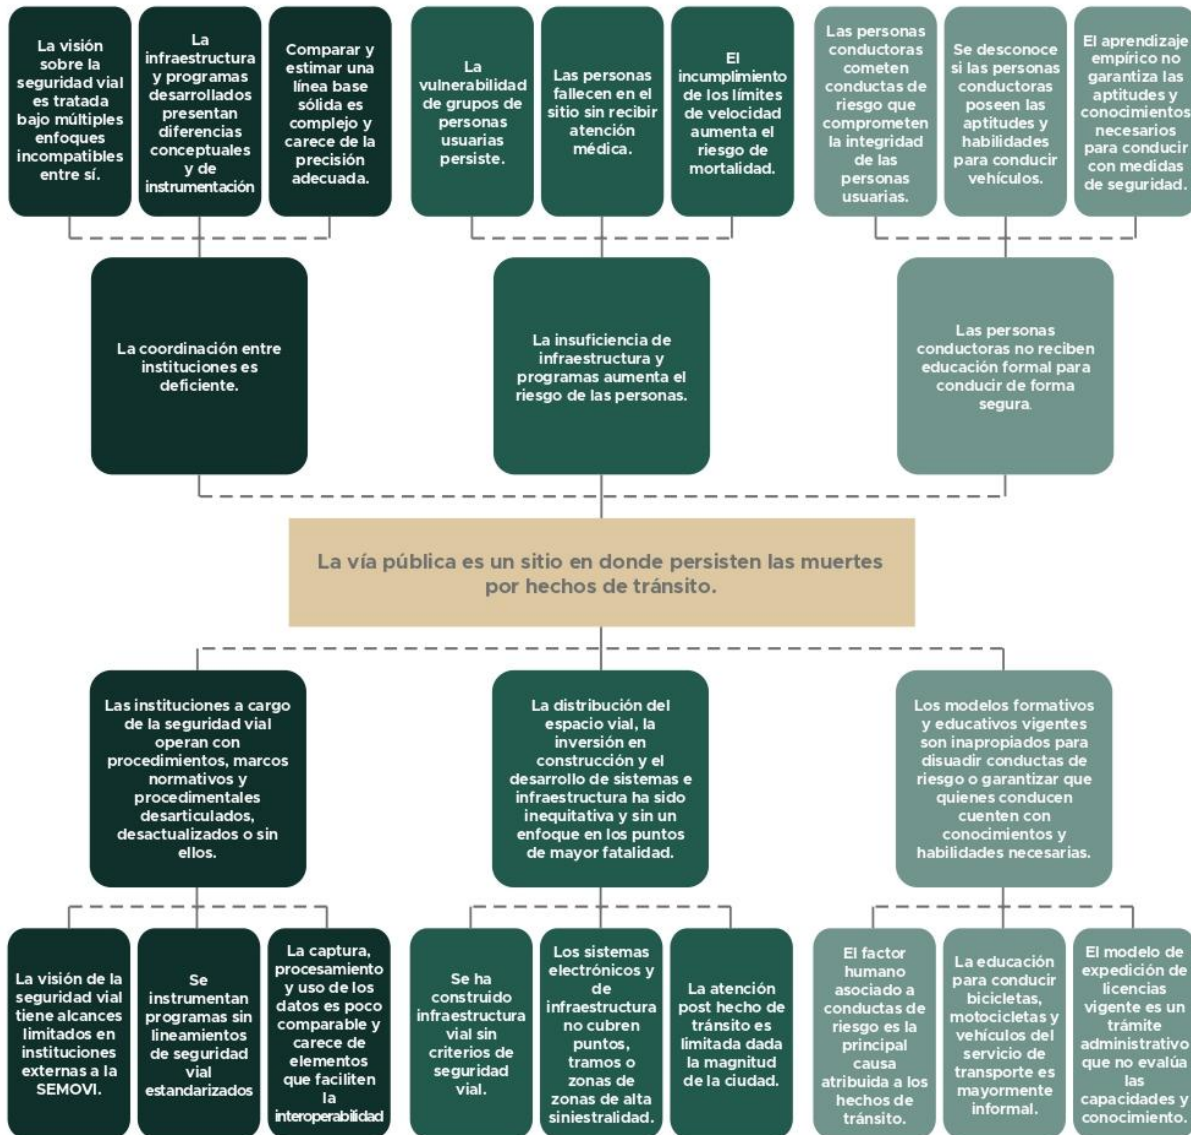 La visión
sobre la
seguridad vial
es tratada
bajo múltiples
enfoques
incompatibles
entre sí.
La
infraestructura
y programas
desarrollados
presentan
diferencias
conceptuales
y de
instrumentación
Comparar y
estimar una
línea base
sólida es
complejo y
carece de la
precisión
adecuada.
La
vulnerabilidad
de grupos de
personas
usuarias
persiste.
Las personas
fallecen en el
sitio sin recibir
atención
médica.
El
incumplimiento
de los límites
de velocidad
aumenta el
riesgo de
mortalidad.
Las personas
conductoras
cometen
conductas de
riesgo que
comprometen
la integridad
de las
personas
usuarias.
Se desconoce
si las personas
conductoras
poseen las
aptitudes y
habilidades
para conducir
vehículos.
El aprendizaje
empírico no
garantiza las
aptitudes y
conocimientos
necesarios
para conducir
con medidas
de seguridad.
La coordinación entre
instituciones es
deficiente.
La insuficiencia de
infraestructura y
programas aumenta el
riesgo de las personas.
Las personas
conductoras no reciben
educación formal para
conducir de forma
segura.
La vía pública es un sitio en donde persisten las muertes
por hechos de tránsito.
Las instituciones a cargo
de la seguridad vial
operan con
procedimientos, marcos
normativos y
procedimentales
desarticulados,
desactualizados o sin
ellos.
La distribución del
espacio vial, la
inversión en
construcción y el
desarrollo de sistemas e
infraestructura ha sido
inequitativa y sin un
enfoque en los puntos
de mayor fatalidad.
Los modelos formativos
y educativos vigentes
son inapropiados para
disuadir conductas de
riesgo o garantizar que
quienes conducen
cuenten con
conocimientos y
habilidades necesarias.
La visión de la
seguridad vial
tiene alcances
limitados en
instituciones
externas a la
SEMOVI.
Se
instrumentan
programas sin
lineamientos
de seguridad
vial
estandarizados
La captura,
procesamiento
y uso de los
datos es poco
comparable y
carece de
elementos
que faciliten
la
interoperabilidad
Se ha
construido
infraestructura
vial sin
criterios de
seguridad vial.
Los sistemas
electrónicos y
de
infraestructura
no cubren
puntos,
tramos o
zonas de
zonas de alta
siniestralidad.
La atención
post hecho de
tránsito es
limitada dada
la magnitud
de la ciudad.
El factor
humano
asociado a
conductas de
riesgo es la
principal
causa
atribuida a los
hechos de
tránsito.
La educación
para conducir
bicicletas,
motocicletas y
vehículos del
servicio de
transporte es
mayormente
informal.
El modelo de
expedición de
licencias
vigente es un
trámite
administrativo
que no evalúa
las
capacidades y
conocimiento.